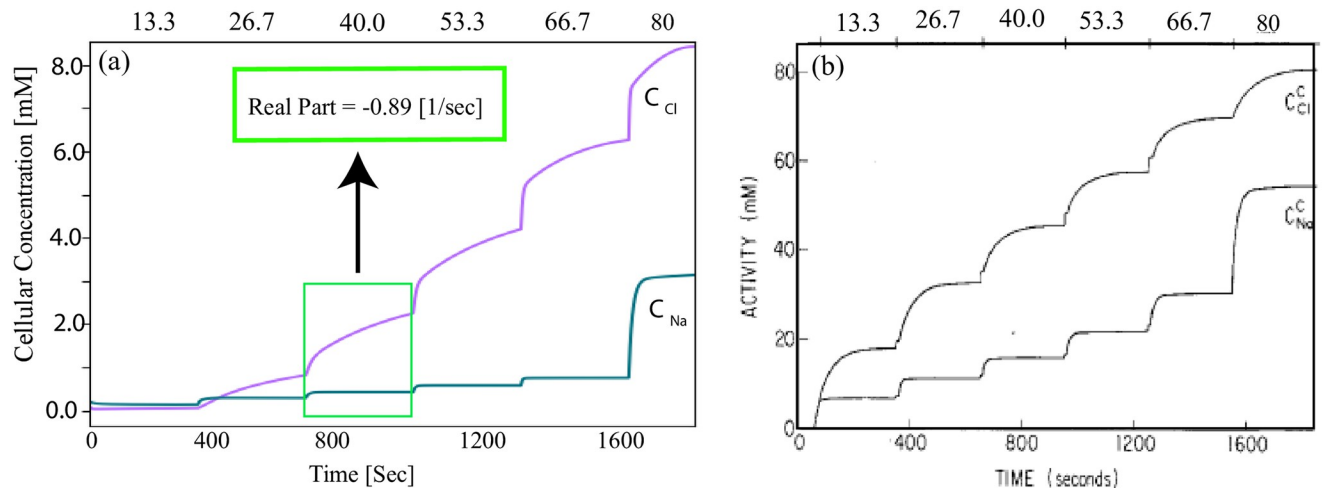 13.3 26.7 40.0 53.3 66.7 80
(a)
8.0
6.0
4.0
2.0
0.0
Cellular Concentration [mM]
Real Part = -0.89 [1/sec]
C Cl
C Na
0 400 800 1200 1600
Time [Sec]
13.3 26.7 40.0 53.3 66.7 80
(b)
80
60
40
20
0
ACTIVITY (mM)
C^C_Cl
C^C_Na
0 400 800 1200 1600
TIME (seconds)